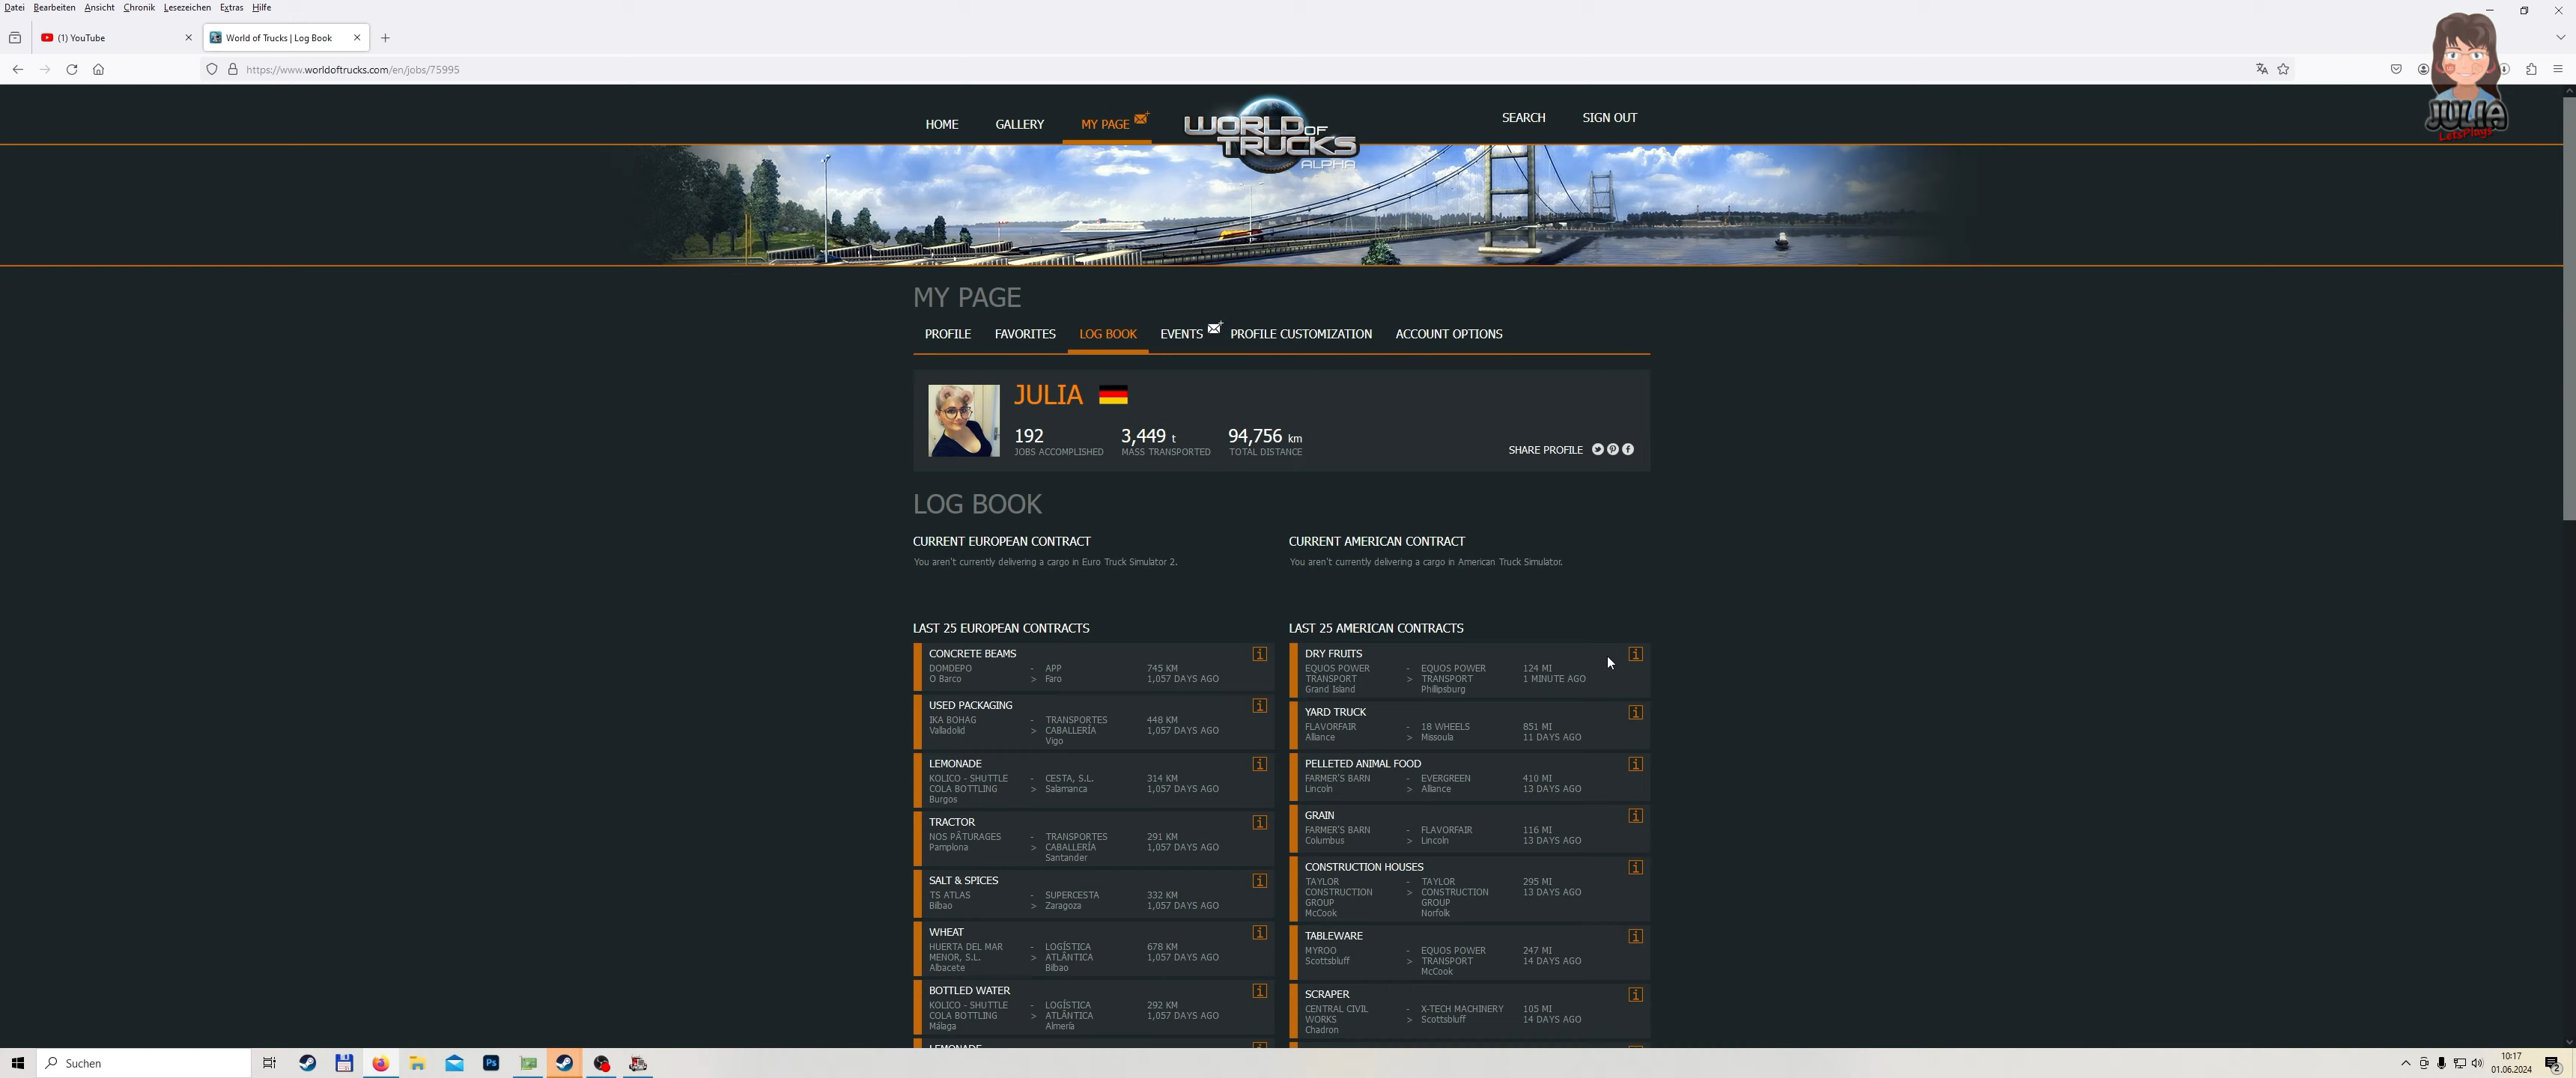 Datei Bearbeiten Ansicht Chronik Lesezeichen Extras Hilfe
(1) YouTube
World of Trucks | Log Book
https://www.worldoftrucks.com/en/jobs/75995
JULIA
LetsPlays
HOME GALLERY MY PAGE
WORLD OF
TRUCKS
ALPHA
SEARCH SIGN OUT
MY PAGE
PROFILE FAVORITES LOG BOOK EVENTS PROFILE CUSTOMIZATION ACCOUNT OPTIONS
JULIA
192 3,449 t 94,756 km
JOBS ACCOMPLISHED MASS TRANSPORTED TOTAL DISTANCE
SHARE PROFILE
LOG BOOK
CURRENT EUROPEAN CONTRACT
You aren't currently delivering a cargo in Euro Truck Simulator 2.
CURRENT AMERICAN CONTRACT
You aren't currently delivering a cargo in American Truck Simulator.
LAST 25 EUROPEAN CONTRACTS
CONCRETE BEAMS
DOMDEPO - APP 745 KM
O Barco > Faro 1,057 DAYS AGO
USED PACKAGING
IKA BOHAG - TRANSPORTES 448 KM
Valladolid > CABALLERÍA 1,057 DAYS AGO
Vigo
LEMONADE
KOLICO - SHUTTLE - CESTA, S.L. 314 KM
COLA BOTTLING > Salamanca 1,057 DAYS AGO
Burgos
TRACTOR
NOS PÂTURAGES - TRANSPORTES 291 KM
Pamplona > CABALLERÍA 1,057 DAYS AGO
Santander
SALT & SPICES
TS ATLAS - SUPERCESTA 332 KM
Bilbao > Zaragoza 1,057 DAYS AGO
WHEAT
HUERTA DEL MAR - LOGÍSTICA 678 KM
MENOR, S.L. > ATLÂNTICA 1,057 DAYS AGO
Albacete Bilbao
BOTTLED WATER
KOLICO - SHUTTLE - LOGÍSTICA 292 KM
COLA BOTTLING > ATLÂNTICA 1,057 DAYS AGO
Málaga Almería
LEMONADE
LAST 25 AMERICAN CONTRACTS
DRY FRUITS
EQUOS POWER - EQUOS POWER 124 MI
TRANSPORT > TRANSPORT 1 MINUTE AGO
Grand Island Phillipsburg
YARD TRUCK
FLAVORFAIR - 18 WHEELS 851 MI
Alliance > Missoula 11 DAYS AGO
PELLETED ANIMAL FOOD
FARMER'S BARN - EVERGREEN 410 MI
Lincoln > Alliance 13 DAYS AGO
GRAIN
FARMER'S BARN - FLAVORFAIR 116 MI
Columbus > Lincoln 13 DAYS AGO
CONSTRUCTION HOUSES
TAYLOR - TAYLOR 295 MI
CONSTRUCTION > CONSTRUCTION 13 DAYS AGO
GROUP GROUP
McCook Norfolk
TABLEWARE
MYROO - EQUOS POWER 247 MI
Scottsbluff > TRANSPORT 14 DAYS AGO
McCook
SCRAPER
CENTRAL CIVIL - X-TECH MACHINERY 105 MI
WORKS > Scottsbluff 14 DAYS AGO
Chadron
Suchen
Ps
10:17
01.06.2024
2